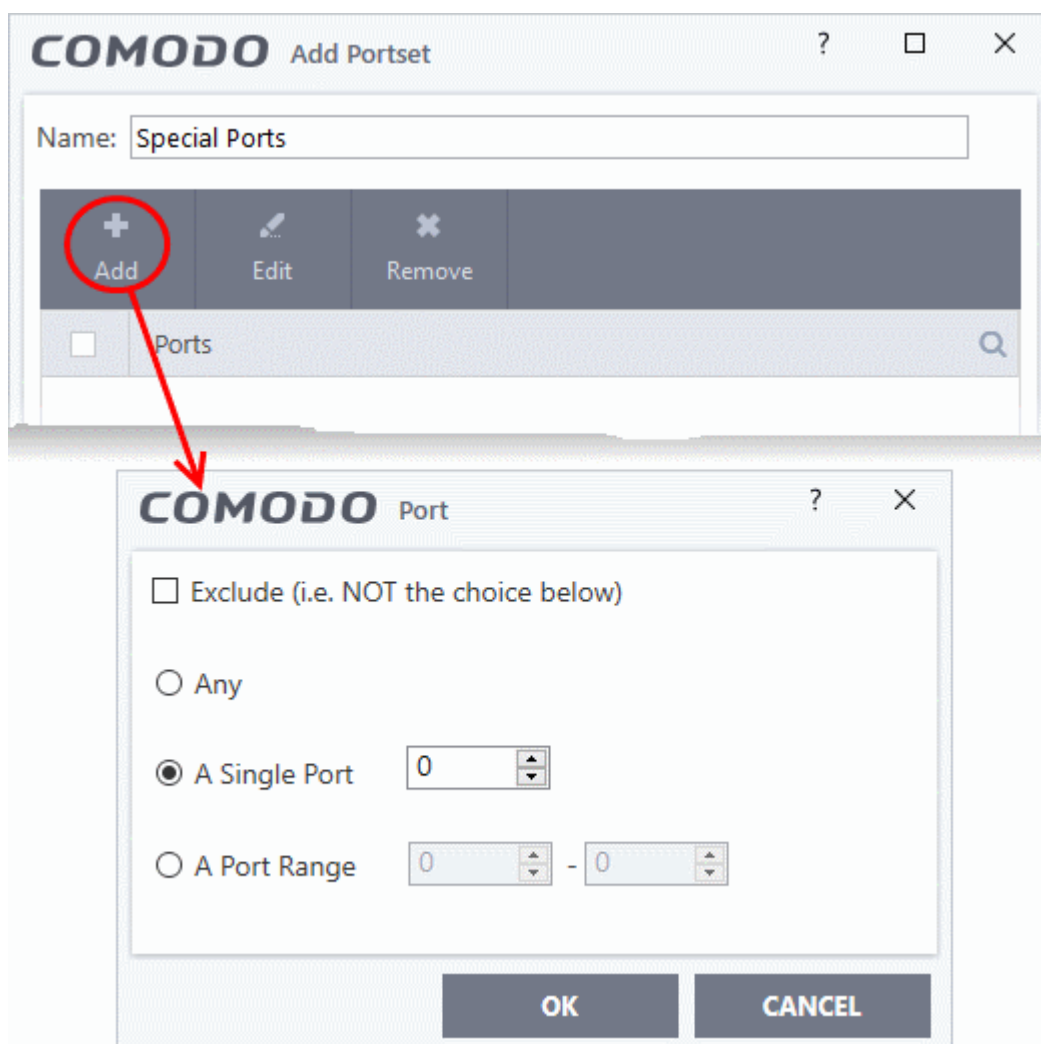 COMODO Add Portset ?
Name: Special Ports
Add Edit Remove
Ports
COMODO Port ?
Exclude (i.e. NOT the choice below)
Any
A Single Port 0
A Port Range 0 - 0
OK CANCEL